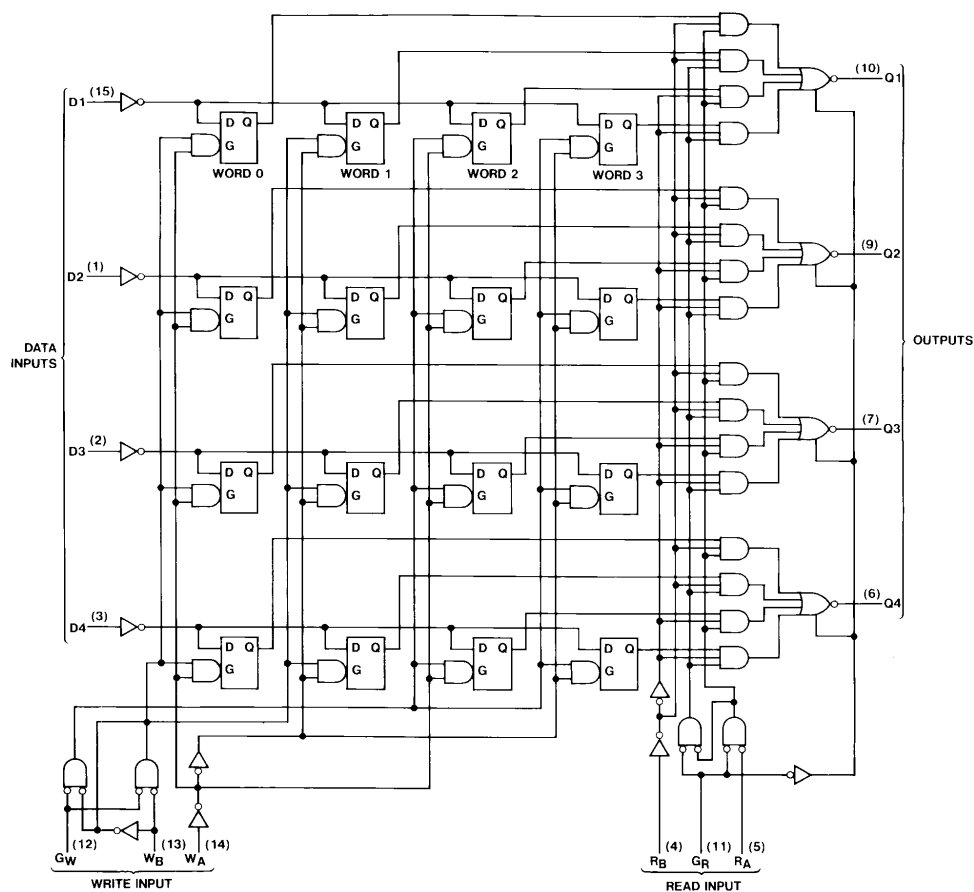 (10) Q1
D1 (15)
D Q D Q D Q D Q
G G G G
WORD 0 WORD 1 WORD 2 WORD 3
(9) Q2
D2 (1)
D Q D Q D Q D Q
G G G G
DATA INPUTS
OUTPUTS
(7) Q3
D3 (2)
D Q D Q D Q D Q
G G G G
(6) Q4
D4 (3)
D Q D Q D Q D Q
G G G G
GW (12) WB (13) WA (14)
WRITE INPUT
RB (4) GR (11) RA (5)
READ INPUT